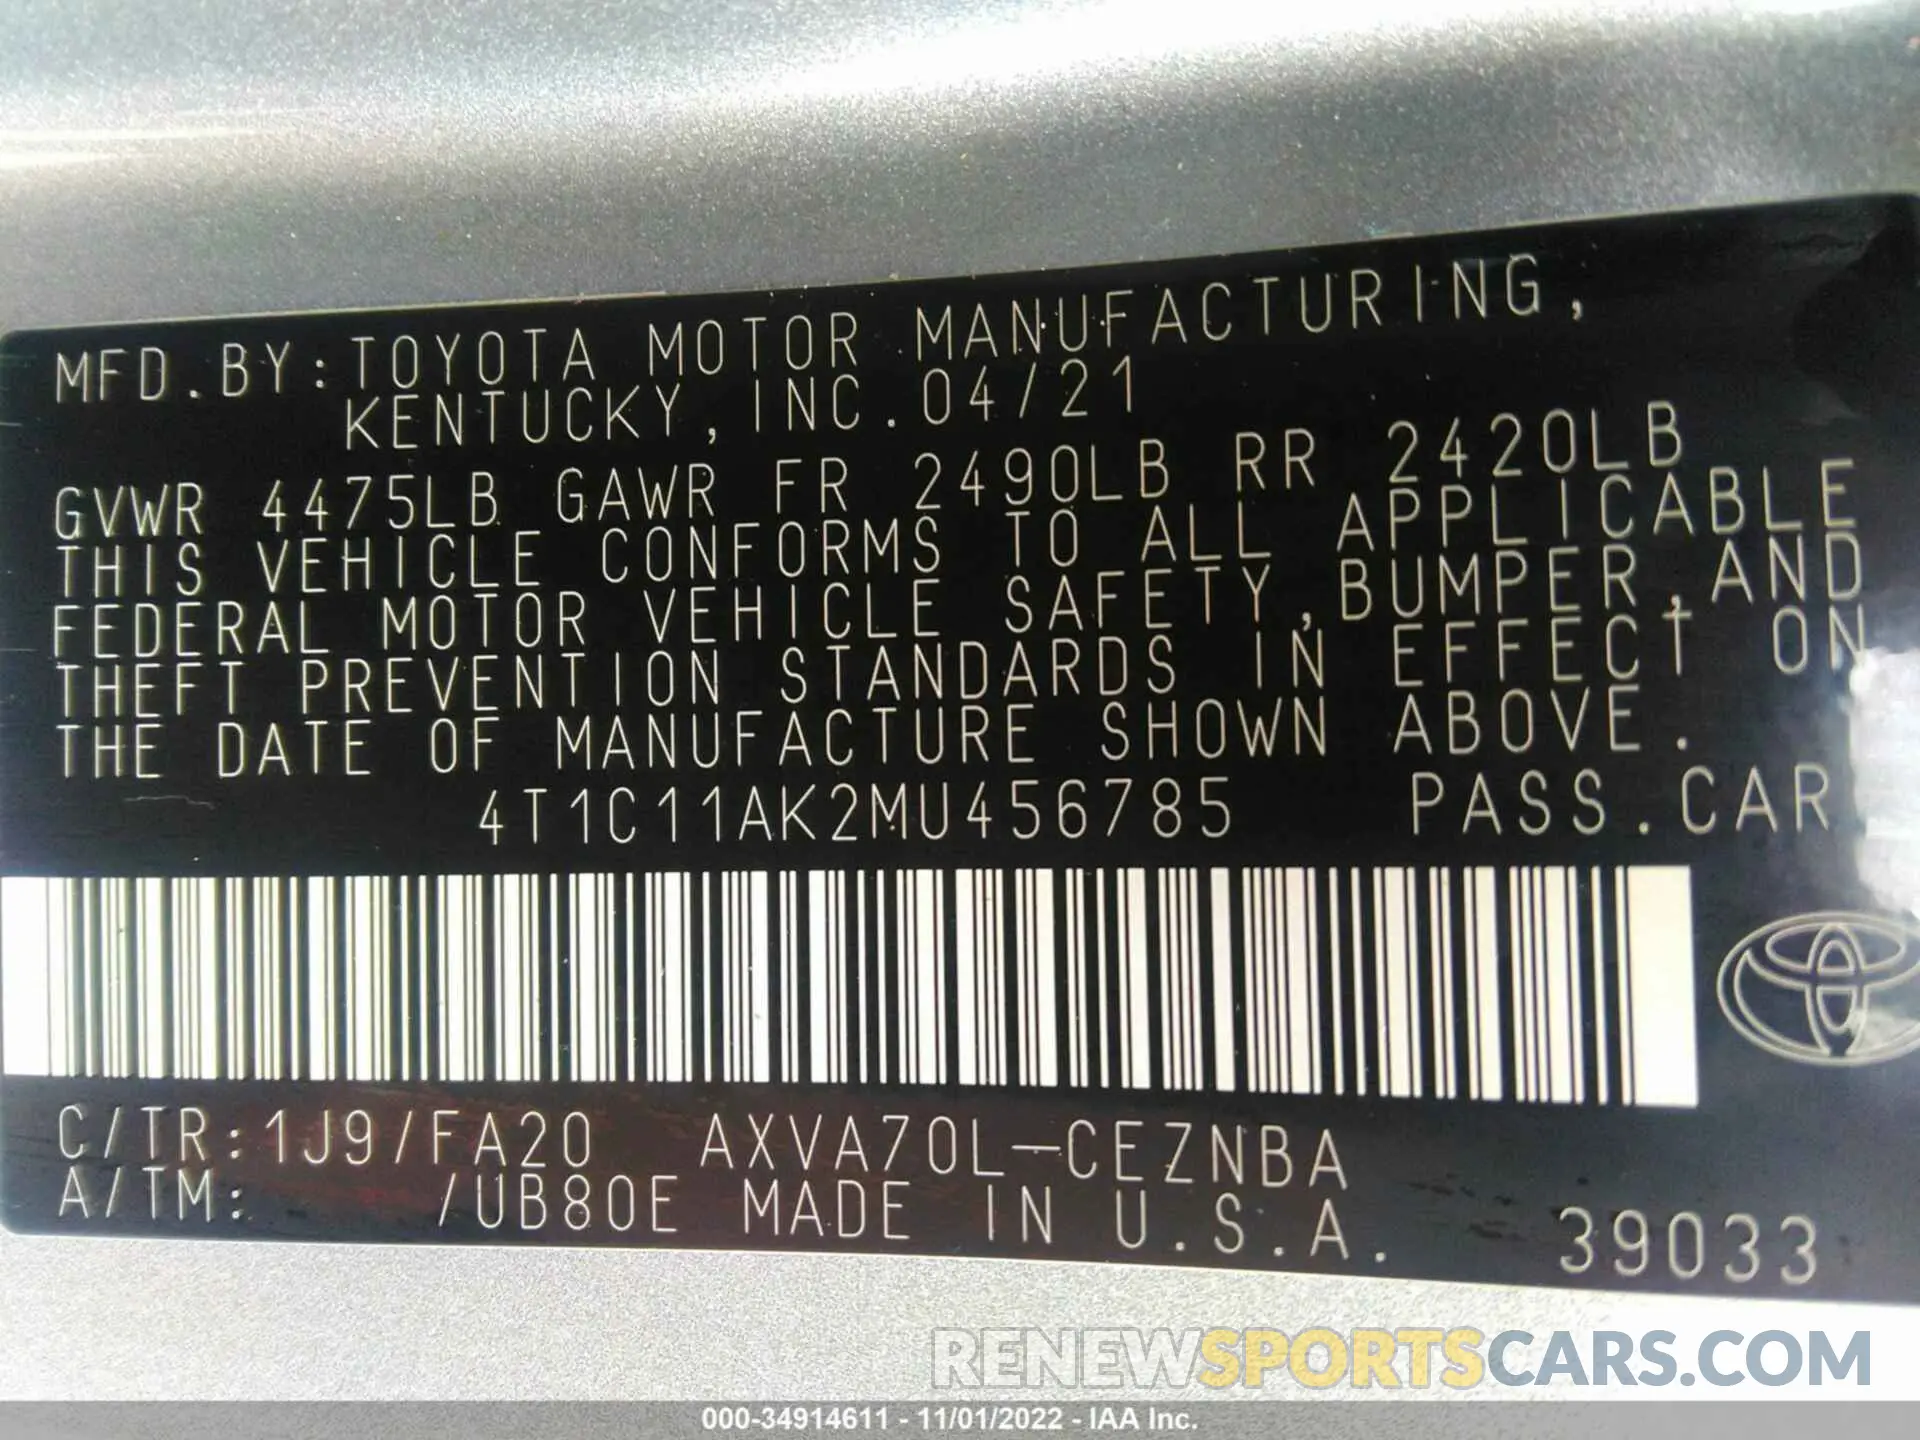 MFD.BY:TOYOTA MOTOR MANUFACTURING,
KENTUCKY,INC.04/21
GVWR 4475LB GAWR FR 2490LB RR 2420LB
THIS VEHICLE CONFORMS TO ALL APPLICABLE
FEDERAL MOTOR VEHICLE SAFETY,BUMPER,AND
THEFT PREVENTION STANDARDS IN EFFECT ON
THE DATE OF MANUFACTURE SHOWN ABOVE.
4T1C11AK2MU456785 PASS.CAR
C/TR:1J9/FA20 AXVA70L-CEZNBA
A/TM: /UB80E MADE IN U.S.A. 39033
RENEWSPORTSCARS.COM
000-34914611 - 11/01/2022 - IAA Inc.